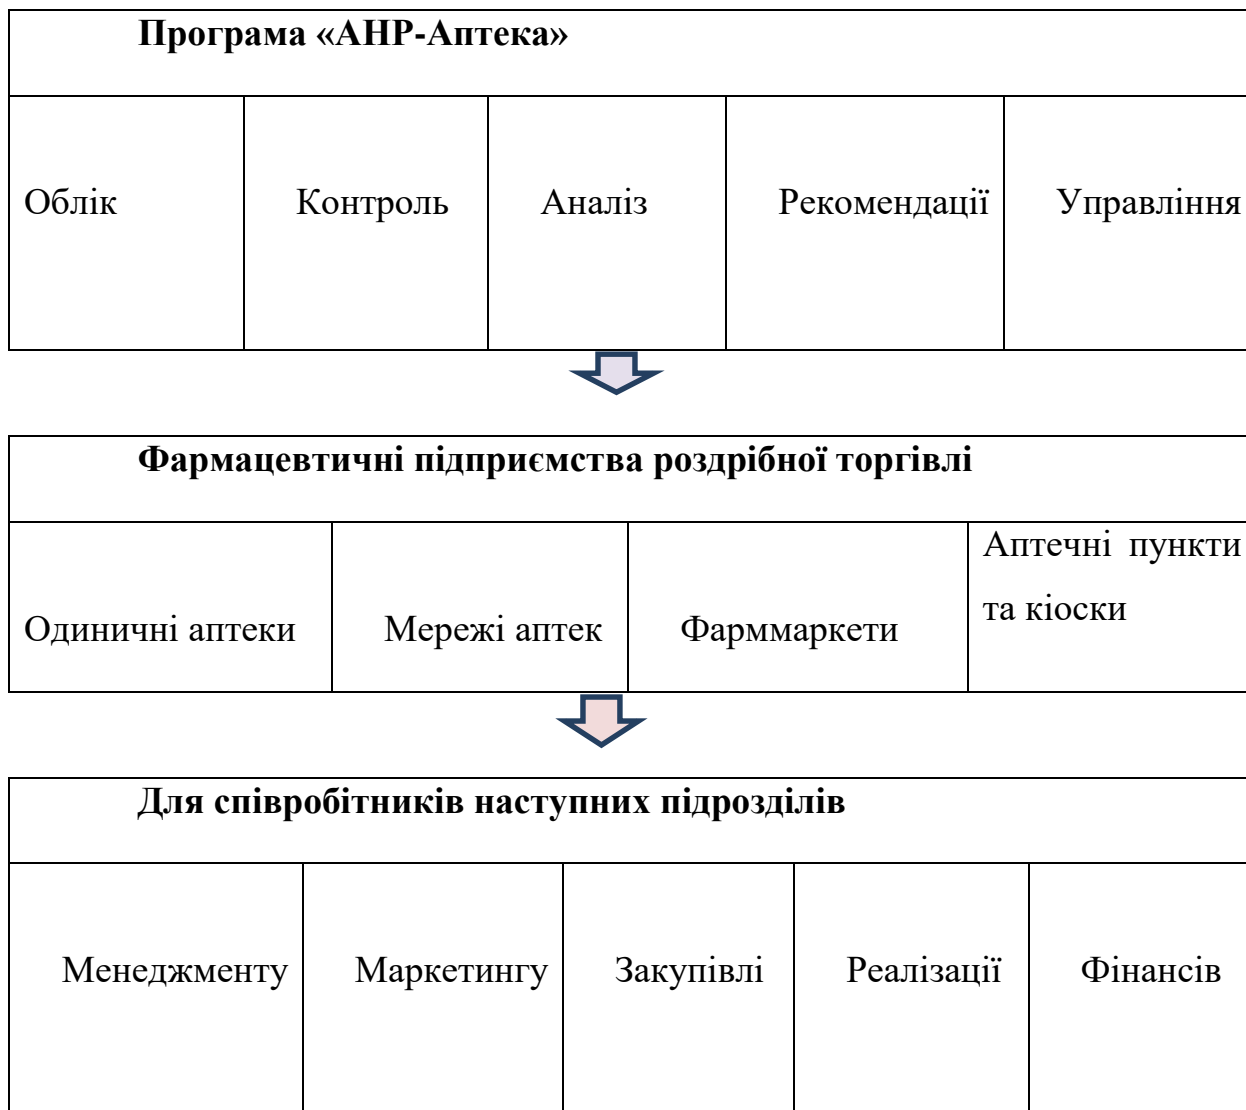 Програма «АНР-Аптека»
Облік Контроль Аналіз Рекомендації Управління
Фармацевтичні підприємства роздрібної торгівлі
Аптечні пункти
та кіоски
Одиничні аптеки Мережі аптек Фарммаркети
Для співробітників наступних підрозділів
Менеджменту Маркетингу Закупівлі Реалізації Фінансів